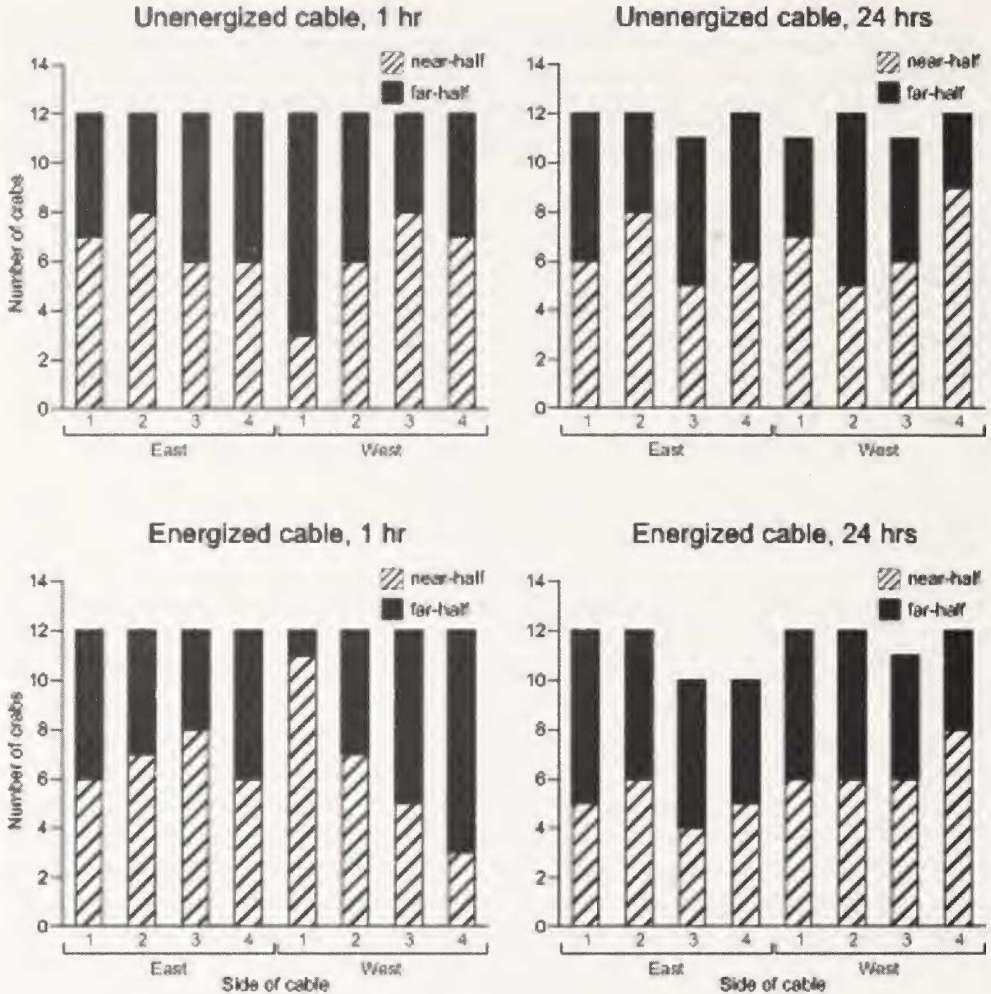 Unenergized cable, 1 hr
near-half
far-half
Number of crabs
14
12
10
8
6
4
2
0
1 2 3 4 1 2 3 4
East West
Unenergized cable, 24 hrs
near-half
far-half
14
12
10
8
6
4
2
0
1 2 3 4 1 2 3 4
East West
Energized cable, 1 hr
near-half
far-half
Number of crabs
14
12
10
8
6
4
2
0
1 2 3 4 1 2 3 4
East West
Side of cable
Energized cable, 24 hrs
near-half
far-half
14
12
10
8
6
4
2
0
1 2 3 4 1 2 3 4
East West
Side of cable